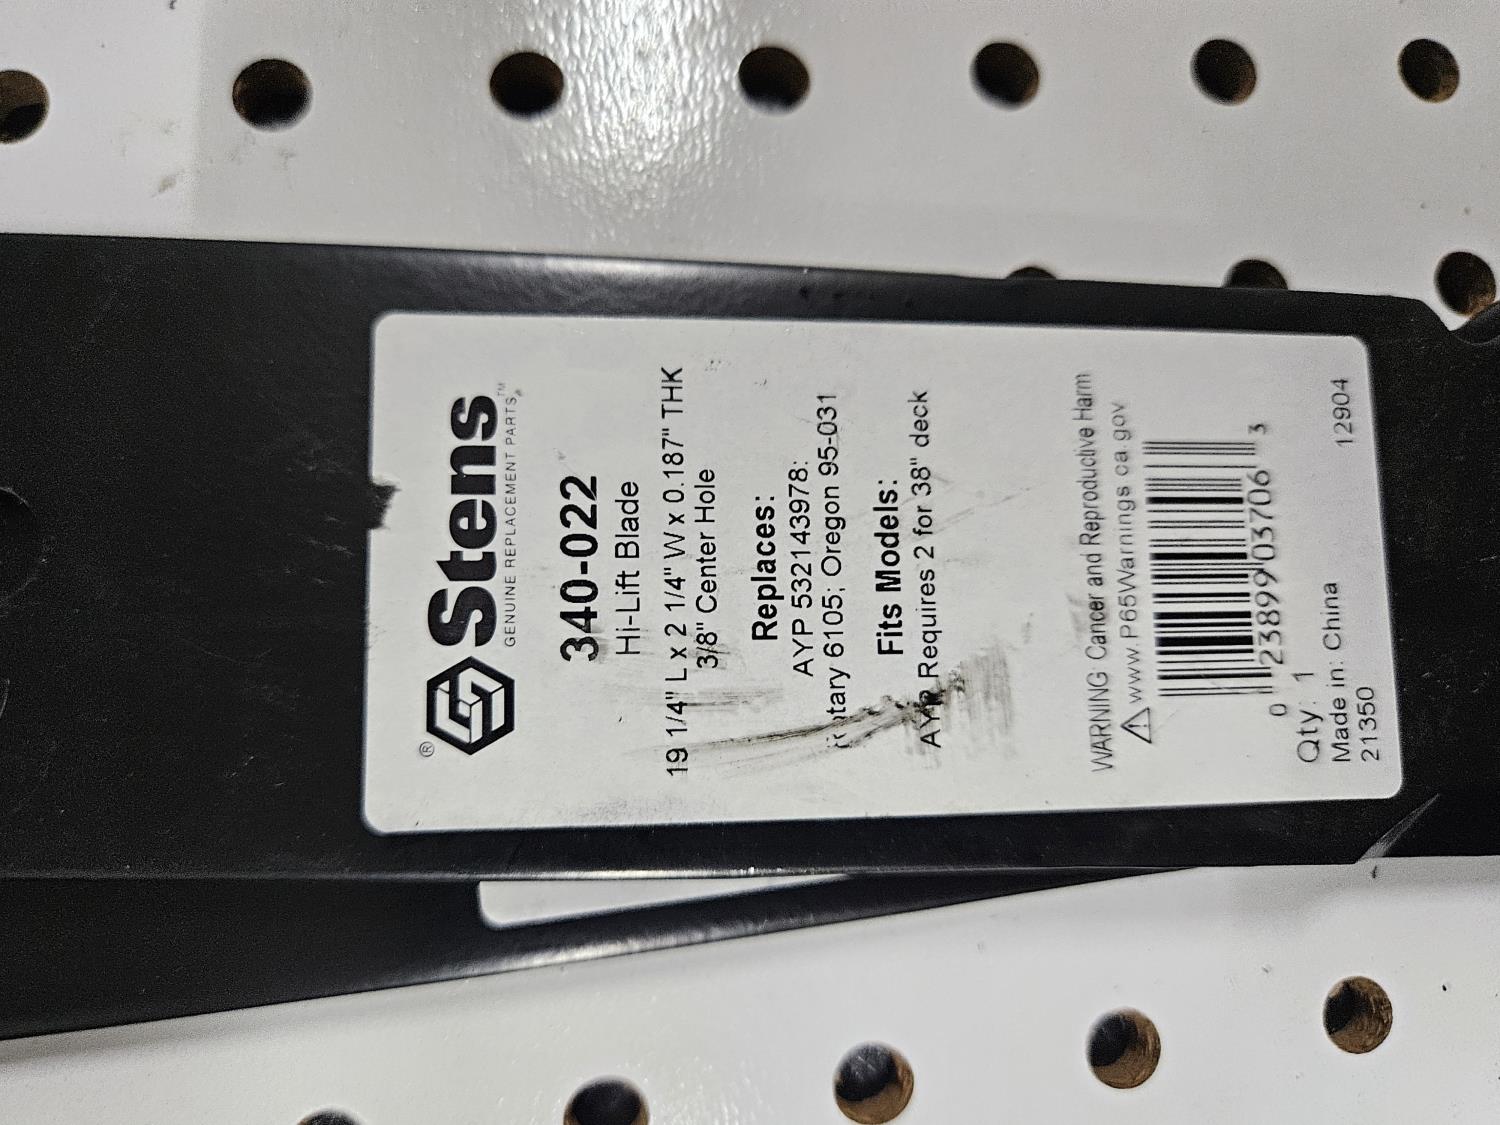 ® Stens
GENUINE REPLACEMENT PARTS™
340-022
Hi-Lift Blade
19 1/4" L x 2 1/4" W x 0.187" THK
3/8" Center Hole
Replaces:
AYP 532143978:
6105; Oregon 95-031
Fits Models:
AYP Requires 2 for 38" deck
WARNING: Cancer and Reproductive Harm
www.P65Warnings.ca.gov
0 23899 03706 3
Qty: 1
Made in: China
21350
12904